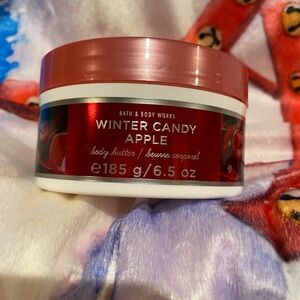 BATH & BODY WORKS
WINTER CANDY
APPLE
body butter / beurre corporel
℮185 g/6.5 oz